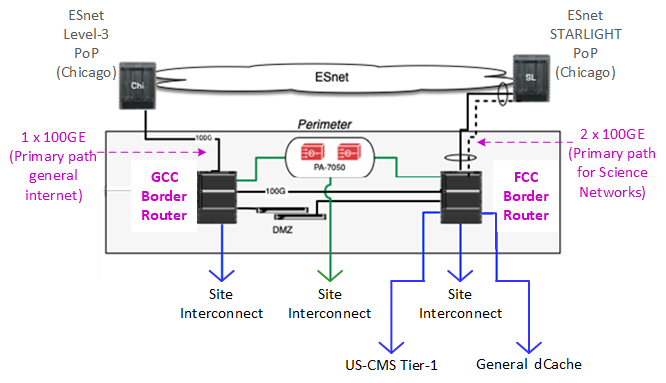 ESnet
Level-3
PoP
(Chicago)
ESnet
STARLIGHT
PoP
(Chicago)
Chi
ESnet
SL
Perimeter
1 x 100GE
(Primary path
general
internet)
100G
2 x 100GE
(Primary path
for Science
Networks)
PA-7050
GCC
Border
Router
100G
FCC
Border
Router
DMZ
Site
Interconnect
Site
Interconnect
Site
Interconnect
US-CMS Tier-1
General dCache